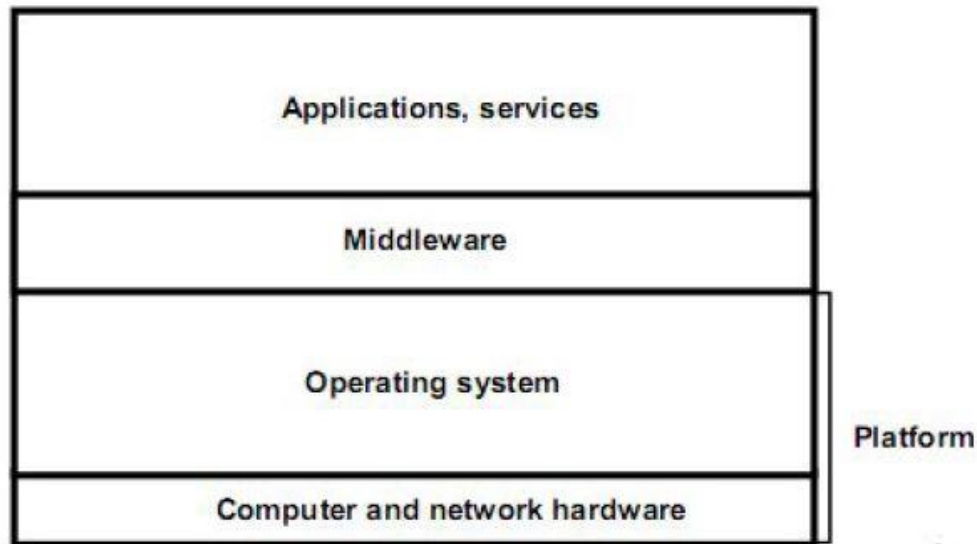 Applications, services
Middleware
Operating system
Platform
Computer and network hardware